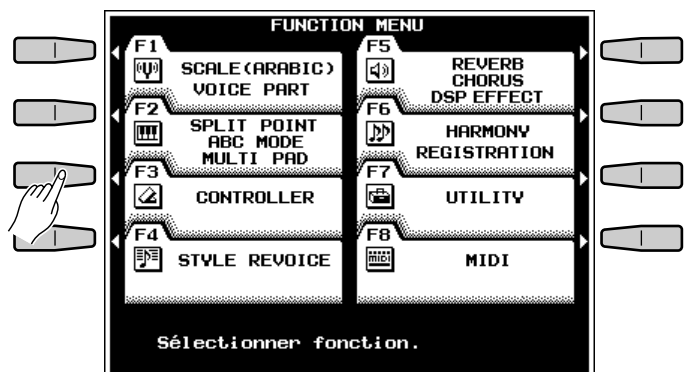 FUNCTION MENU
F1
SCALE(ARABIC)
VOICE PART
F2
SPLIT POINT
ABC MODE
MULTI PAD
F3
CONTROLLER
F4
STYLE REVOICE
F5
REVERB
CHORUS
DSP EFFECT
F6
HARMONY
REGISTRATION
F7
UTILITY
F8
MIDI
MIDI
Sélectionner fonction.